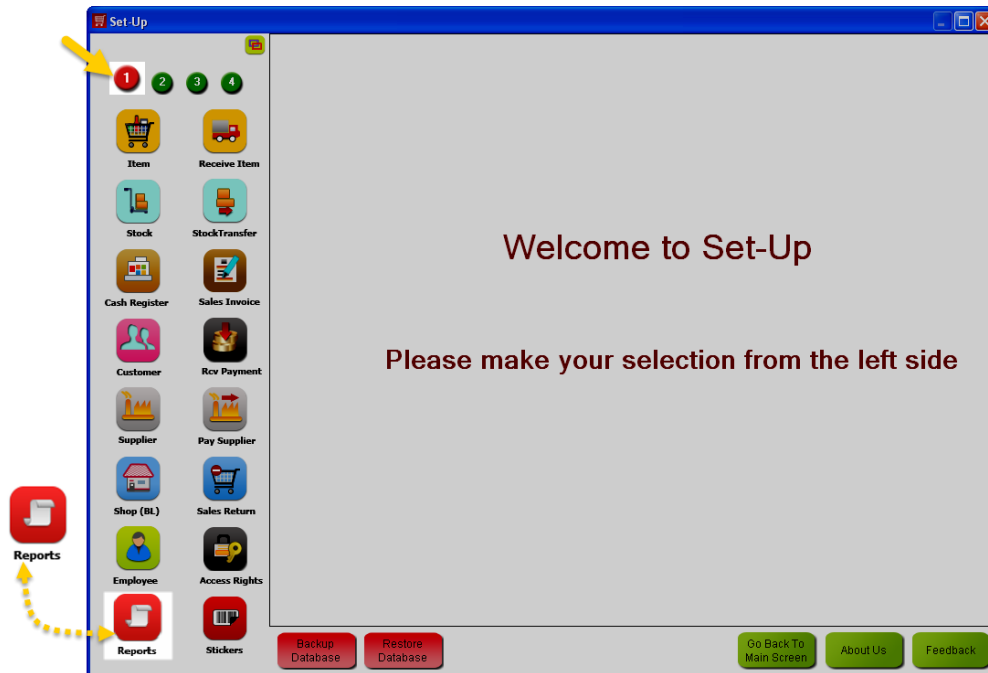 Set-Up
1 2 3 4
Item Receive Item
Stock StockTransfer
Cash Register Sales Invoice
Customer Rcv Payment
Supplier Pay Supplier
Shop (BL) Sales Return
Employee Access Rights
Reports Stickers
Reports
Welcome to Set-Up
Please make your selection from the left side
Backup
Database
Restore
Database
Go Back To
Main Screen
About Us
Feedback